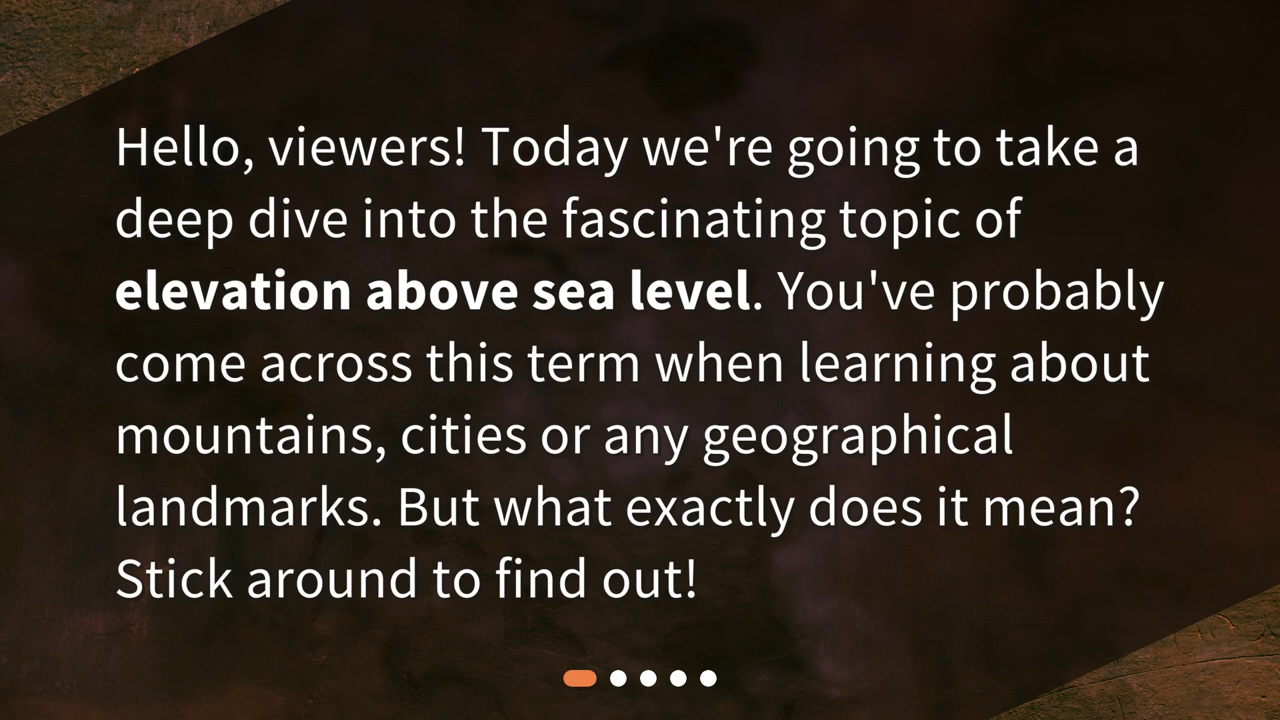 Hello, viewers! Today we're going to take a
deep dive into the fascinating topic of
elevation above sea level. You've probably
come across this term when learning about
mountains, cities or any geographical
landmarks. But what exactly does it mean?
Stick around to find out!